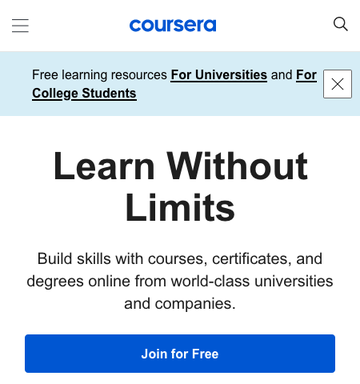 coursera
Free learning resources For Universities and For
College Students
Learn Without
Limits
Build skills with courses, certificates, and
degrees online from world-class universities
and companies.
Join for Free